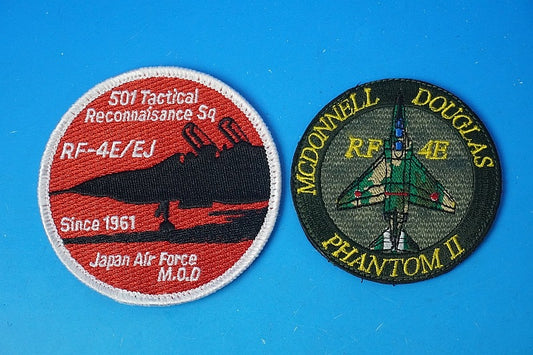 501 Tactical
Reconnaisance Sq
RF-4E/EJ
Since 1961
Japan Air Force
M.O.D
MCDONNELL DOUGLAS
RF 4E
PHANTOM II